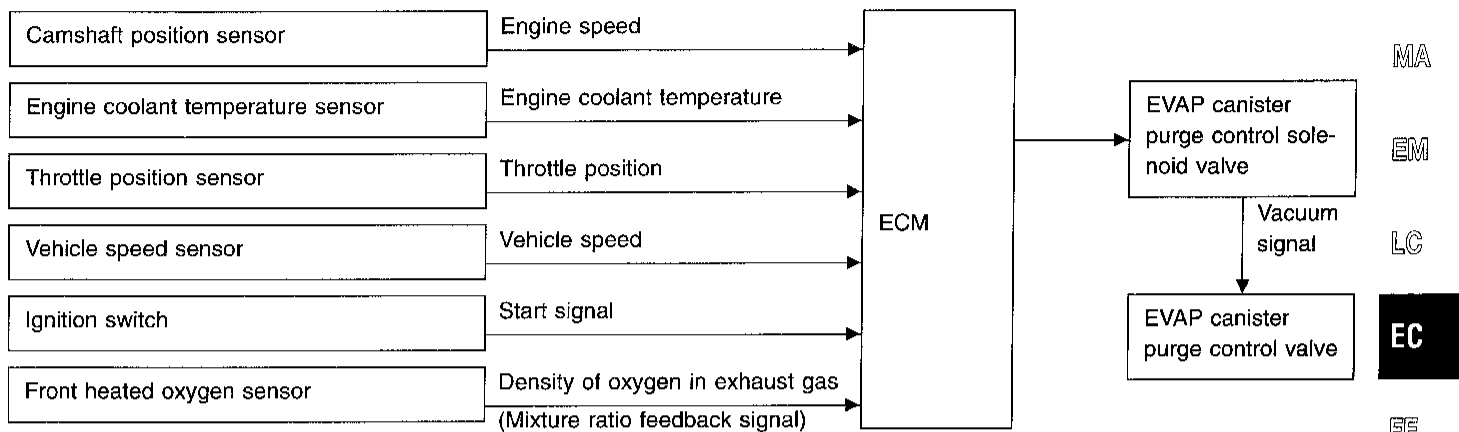 Camshaft position sensor
Engine speed
Engine coolant temperature sensor
Engine coolant temperature
Throttle position sensor
Throttle position
Vehicle speed sensor
Vehicle speed
Ignition switch
Start signal
Front heated oxygen sensor
Density of oxygen in exhaust gas
(Mixture ratio feedback signal)
ECM
EVAP canister
purge control sole-
noid valve
Vacuum
signal
EVAP canister
purge control valve
MA
EM
LC
EC